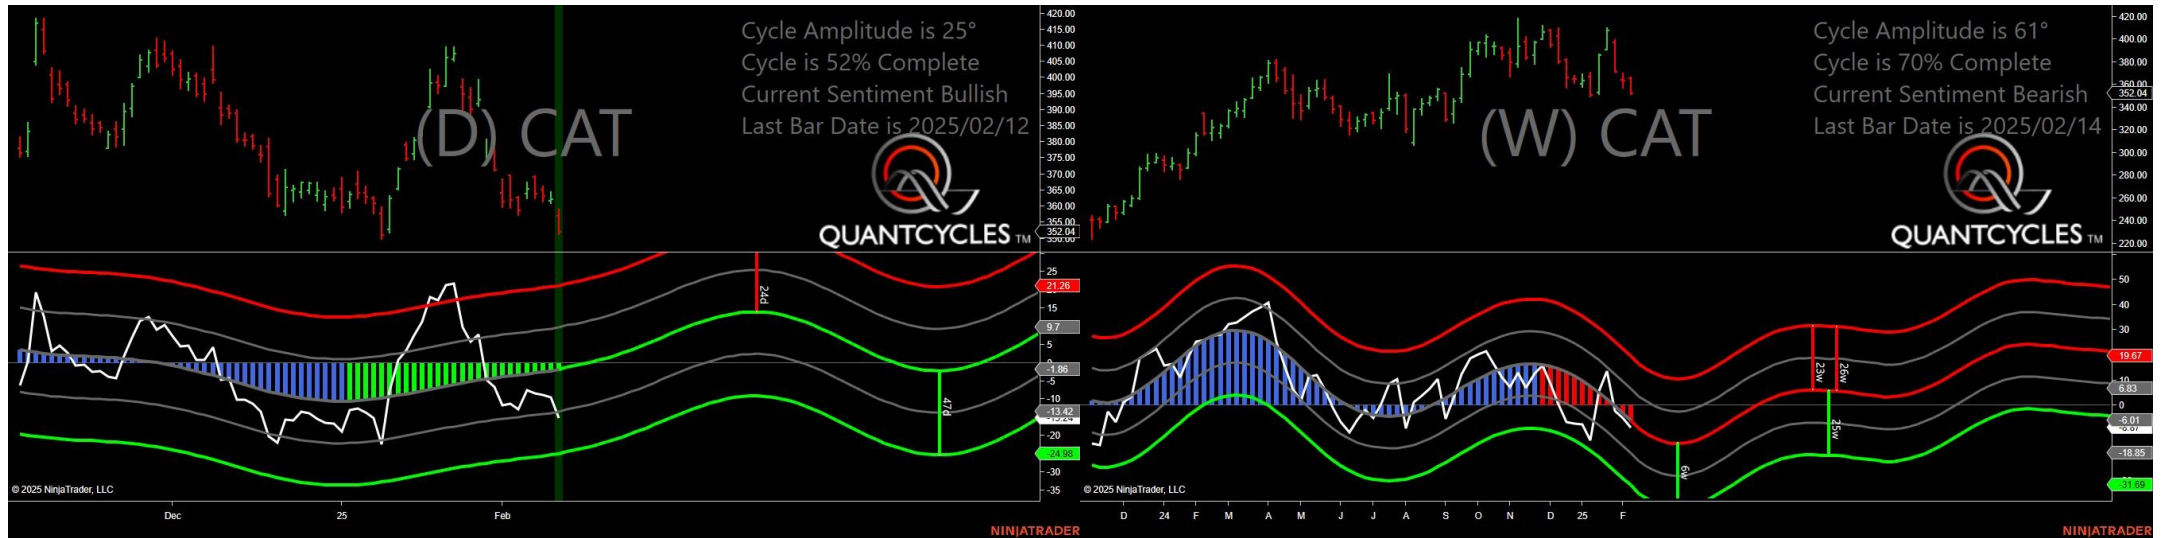 Cycle Amplitude is 25°
Cycle is 52% Complete
Current Sentiment Bullish
Last Bar Date is 2025/02/12
(D) CAT
QUANTCYCLES TM
420.00
415.00
410.00
405.00
400.00
395.00
390.00
385.00
380.00
375.00
370.00
365.00
360.00
355.00
352.04
24d
47d
25
21.26
15
9.7
5
0
-1.86
-5
-10
-13.42
-20
-24.98
-30
-35
© 2025 NinjaTrader, LLC
Dec
25
Feb
NINJATRADER
Cycle Amplitude is 61°
Cycle is 70% Complete
Current Sentiment Bearish
Last Bar Date is 2025/02/14
(W) CAT
QUANTCYCLES TM
420.00
400.00
380.00
352.04
340.00
320.00
300.00
280.00
260.00
240.00
220.00
23w
26w
25w
6w
50
40
30
19.67
10
6.83
0
-6.01
-18.85
-31.69
© 2025 NinjaTrader, LLC
D
24
F
M
A
M
J
J
A
S
O
N
D
25
F
NINJATRADER